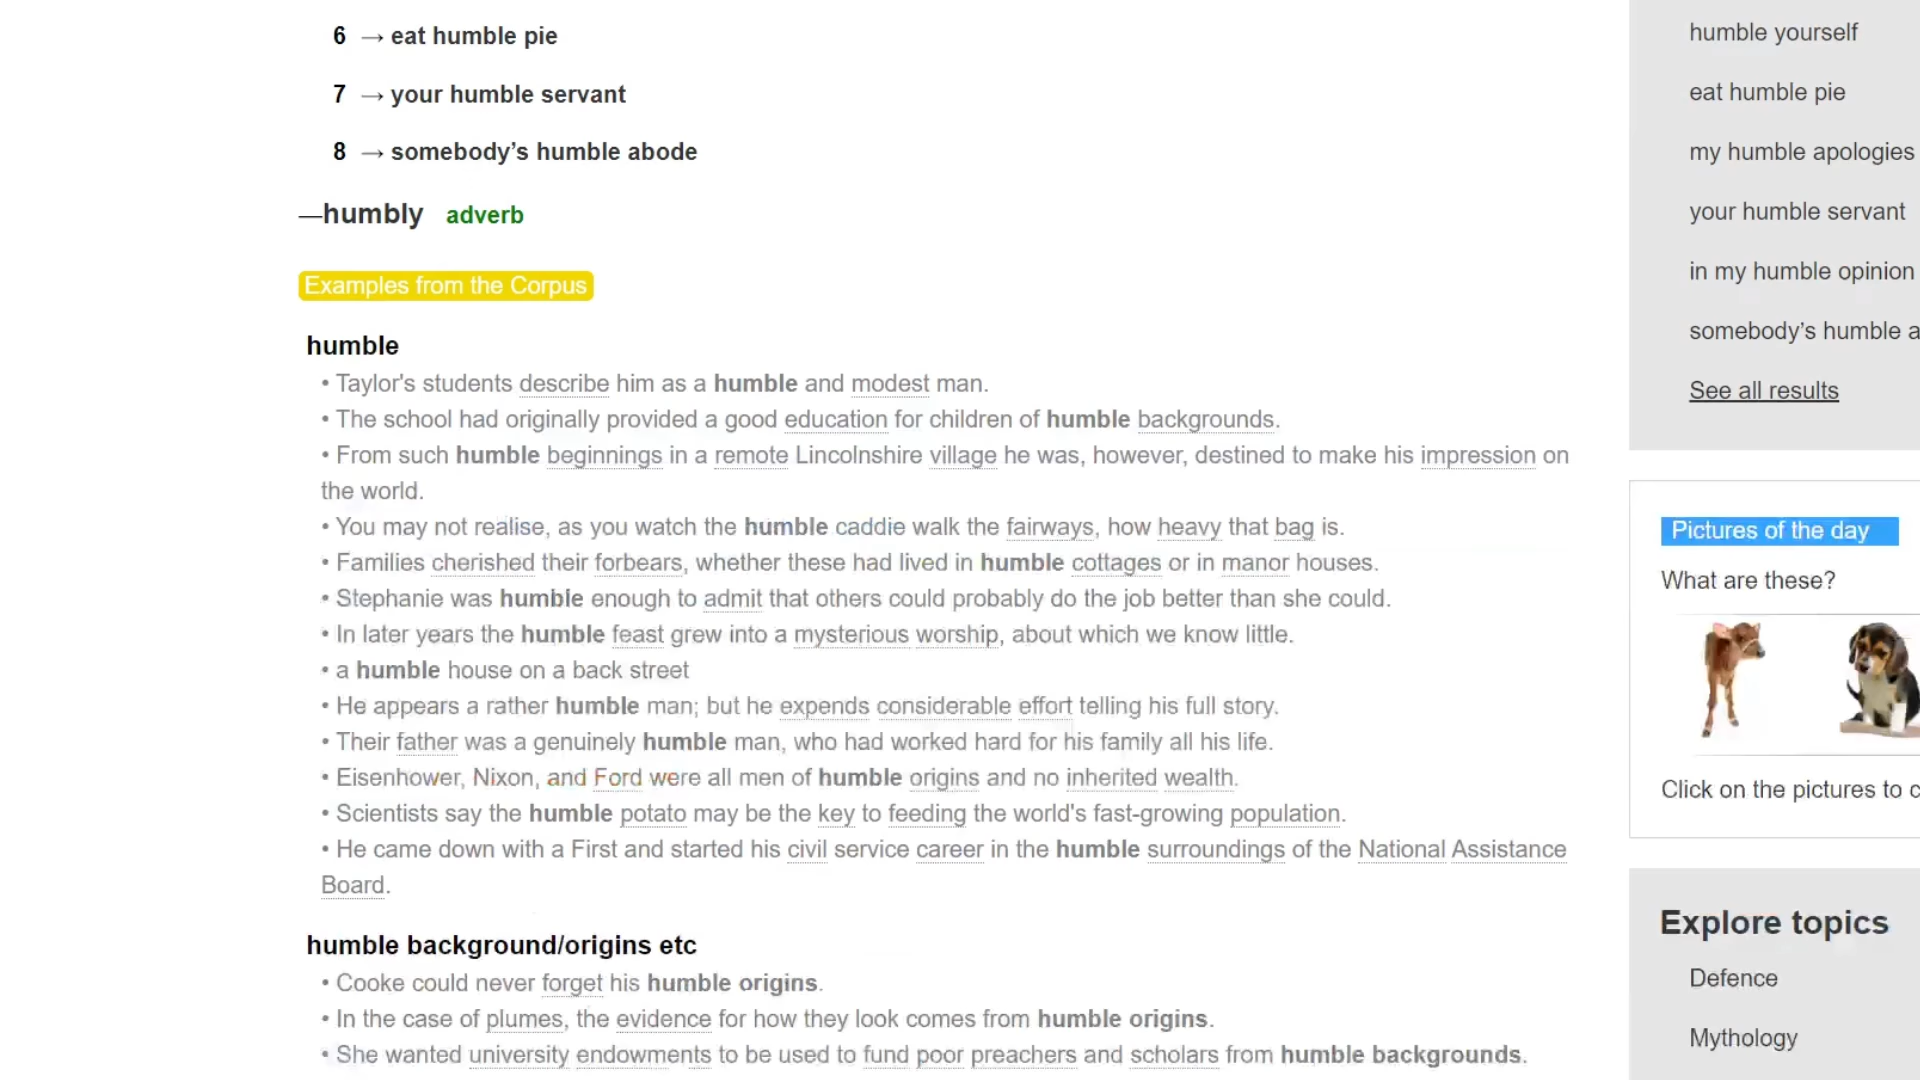 6 → eat humble pie
7 → your humble servant
8 → somebody’s humble abode
—humbly adverb
Examples from the Corpus
humble
• Taylor's students describe him as a humble and modest man.
• The school had originally provided a good education for children of humble backgrounds.
• From such humble beginnings in a remote Lincolnshire village he was, however, destined to make his impression on
the world.
• You may not realise, as you watch the humble caddie walk the fairways, how heavy that bag is.
• Families cherished their forbears, whether these had lived in humble cottages or in manor houses.
• Stephanie was humble enough to admit that others could probably do the job better than she could.
• In later years the humble feast grew into a mysterious worship, about which we know little.
• a humble house on a back street
• He appears a rather humble man; but he expends considerable effort telling his full story.
• Their father was a genuinely humble man, who had worked hard for his family all his life.
• Eisenhower, Nixon, and Ford were all men of humble origins and no inherited wealth.
• Scientists say the humble potato may be the key to feeding the world's fast-growing population.
• He came down with a First and started his civil service career in the humble surroundings of the National Assistance
Board.
humble background/origins etc
• Cooke could never forget his humble origins.
• In the case of plumes, the evidence for how they look comes from humble origins.
• She wanted university endowments to be used to fund poor preachers and scholars from humble backgrounds.
humble yourself
eat humble pie
my humble apologies
your humble servant
in my humble opinion
somebody’s humble a
See all results
Pictures of the day
What are these?
Click on the pictures to c
Explore topics
Defence
Mythology